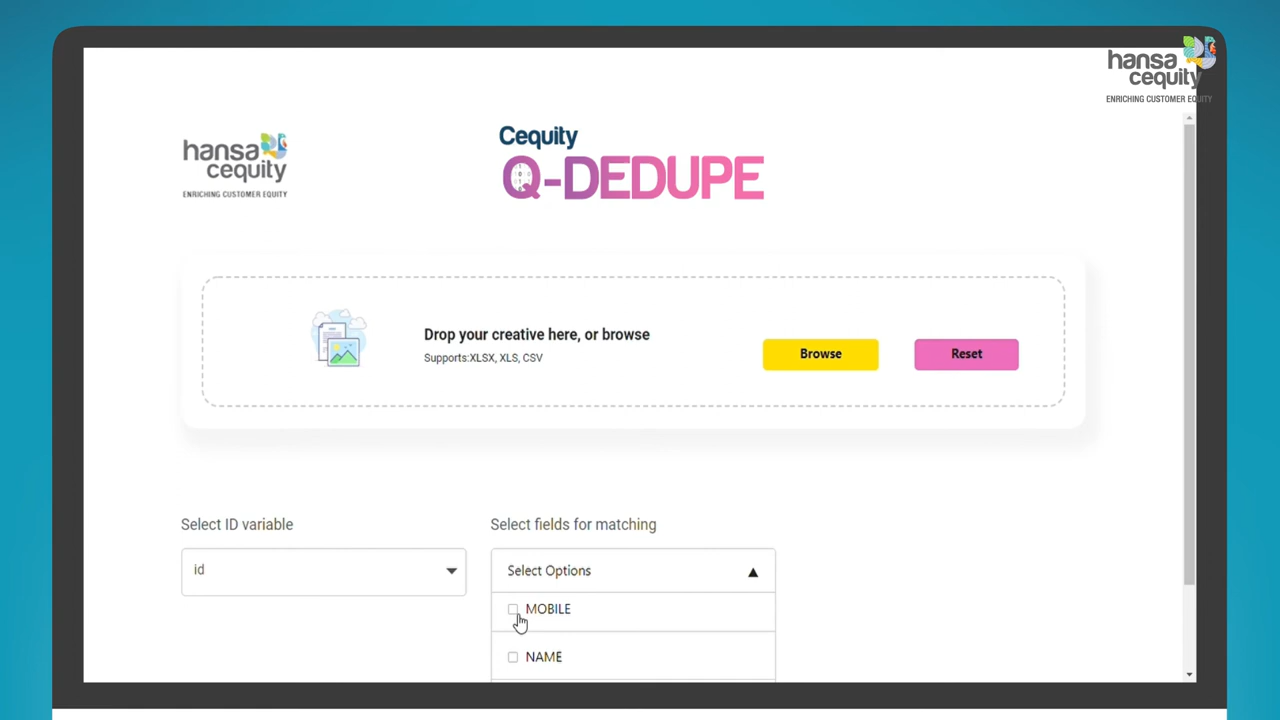 hansa
cequity
ENRICHING CUSTOMER EQUITY
hansa
cequity
ENRICHING CUSTOMER EQUITY
Cequity
Q-DEDUPE
Drop your creative here, or browse
Supports:XLSX, XLS, CSV
Browse
Reset
Select ID variable
id
Select fields for matching
Select Options
MOBILE
NAME